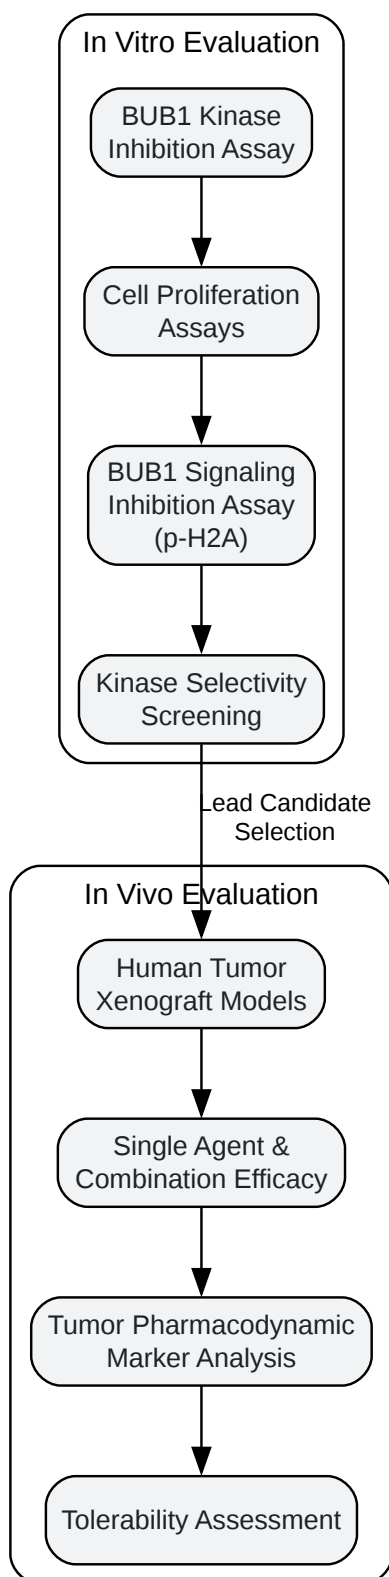 In Vitro Evaluation
BUB1 Kinase
Inhibition Assay
Cell Proliferation
Assays
BUB1 Signaling
Inhibition Assay
(p-H2A)
Kinase Selectivity
Screening
Lead Candidate
Selection
In Vivo Evaluation
Human Tumor
Xenograft Models
Single Agent &
Combination Efficacy
Tumor Pharmacodynamic
Marker Analysis
Tolerability Assessment